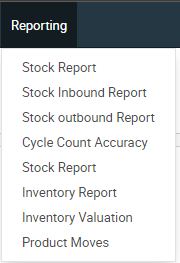 Reporting
Stock Report
Stock Inbound Report
Stock outbound Report
Cycle Count Accuracy
Stock Report
Inventory Report
Inventory Valuation
Product Moves